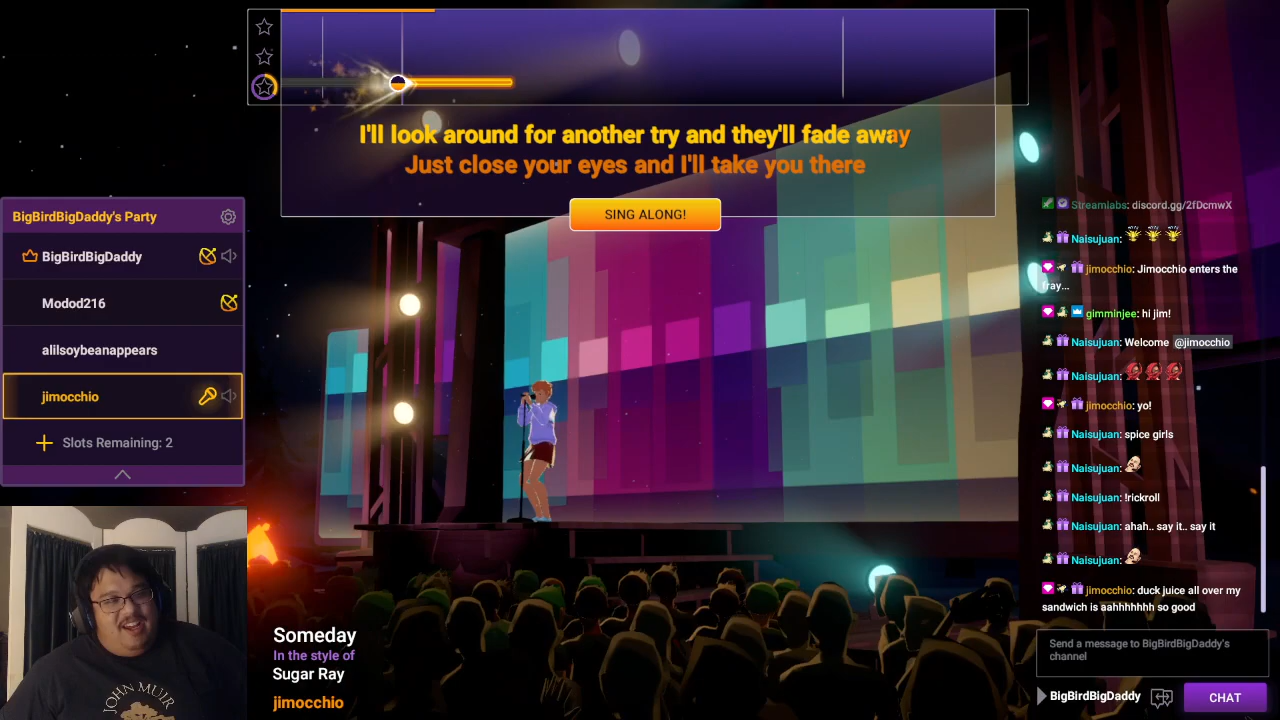 I'll look around for another try and they'll fade away
Just close your eyes and I'll take you there
SING ALONG!
BigBirdBigDaddy's Party
BigBirdBigDaddy
Modod216
alilsoybeanappears
jimocchio
Slots Remaining: 2
JOHN MUIR
Someday
In the style of
Sugar Ray
jimocchio
Streamlabs: discord.gg/2fDcmwX
Naisujuan:
jimocchio: Jimocchio enters the
fray...
gimminjee: hi jim!
Naisujuan: Welcome @jimocchio
Naisujuan:
jimocchio: yo!
Naisujuan: spice girls
Naisujuan:
Naisujuan: !rickroll
Naisujuan: ahah.. say it.. say it
Naisujuan:
jimocchio: duck juice all over my
sandwich is aahhhhhhh so good
Send a message to BigBirdBigDaddy's
channel
BigBirdBigDaddy
CHAT